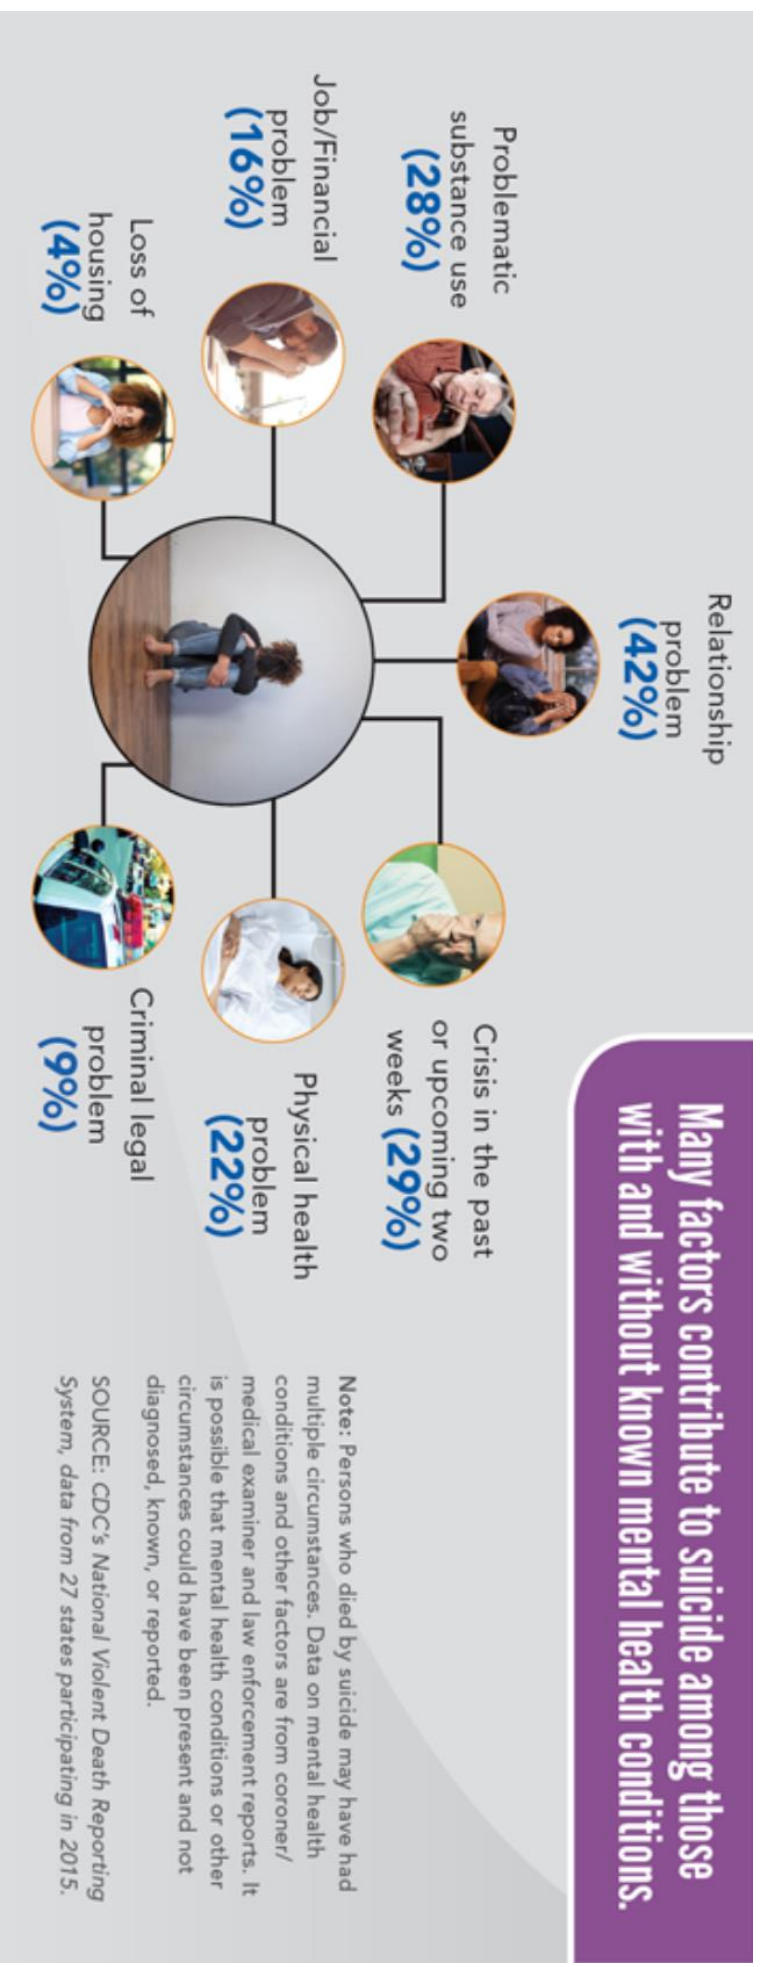 Many factors contribute to suicide among those
with and without known mental health conditions.
Relationship
problem
(42%)
Problematic
substance use
(28%)
Crisis in the past
or upcoming two
weeks (29%)
Job/Financial
problem
(16%)
Physical health
problem
(22%)
Loss of
housing
(4%)
Criminal legal
problem
(9%)
Note: Persons who died by suicide may have had
multiple circumstances. Data on mental health
conditions and other factors are from coroner/
medical examiner and law enforcement reports. It
is possible that mental health conditions or other
circumstances could have been present and not
diagnosed, known, or reported.
SOURCE: CDC's National Violent Death Reporting
System, data from 27 states participating in 2015.